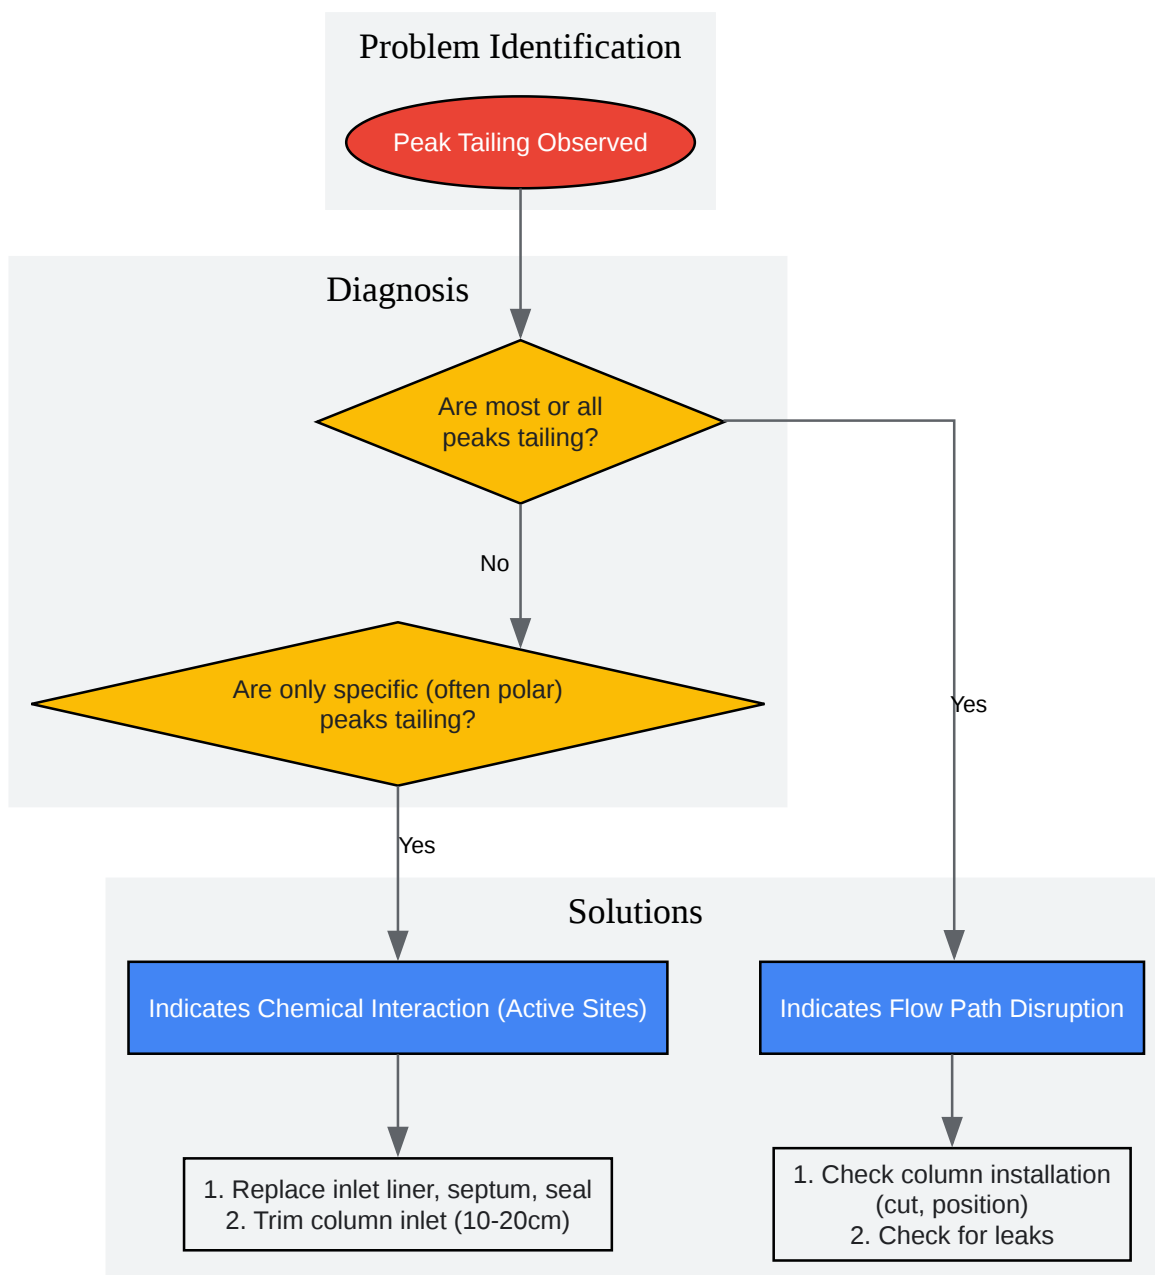 Problem Identification
Peak Tailing Observed
Diagnosis
Are most or all
peaks tailing?
No
Are only specific (often polar)
peaks tailing?
Yes
Yes
Solutions
Indicates Chemical Interaction (Active Sites)
Indicates Flow Path Disruption
1. Replace inlet liner, septum, seal
2. Trim column inlet (10-20cm)
1. Check column installation
(cut, position)
2. Check for leaks